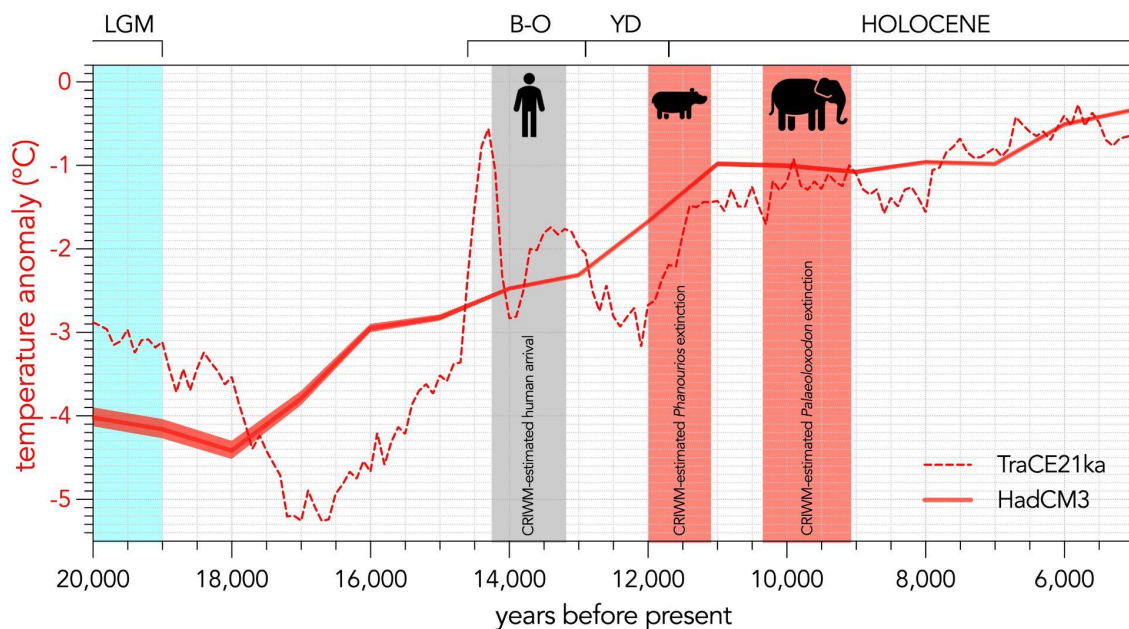 LGM B-O YD HOLOCENE
0
-1
-2
-3
-4
-5
temperature anomaly (°C)
CRIWM-estimated human arrival
CRIWM-estimated Phanourios extinction
CRIWM-estimated Palaeoloxodon extinction
TraCE21ka
HadCM3
20,000 18,000 16,000 14,000 12,000 10,000 8,000 6,000
years before present